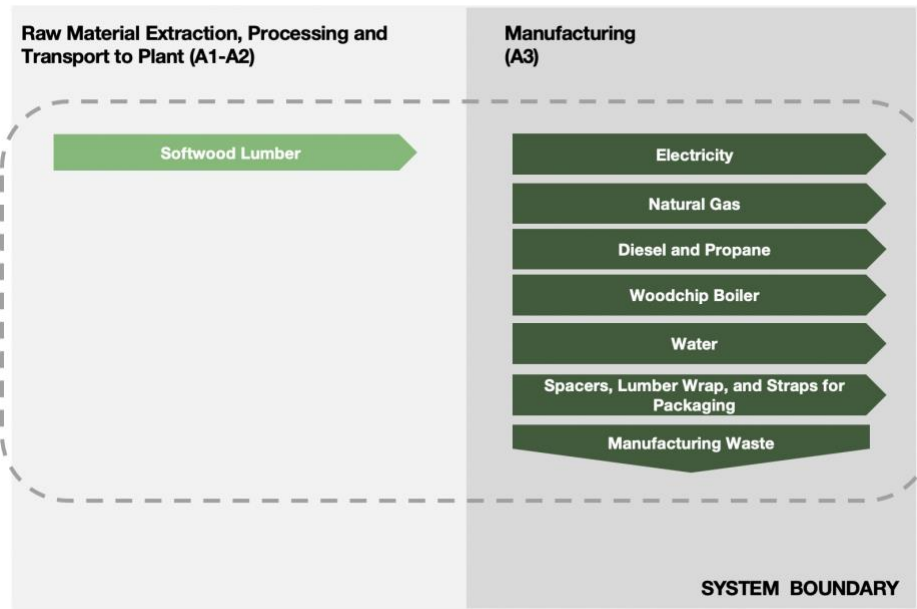 Raw Material Extraction, Processing and
Transport to Plant (A1-A2)
Softwood Lumber
Manufacturing
(A3)
Electricity
Natural Gas
Diesel and Propane
Woodchip Boiler
Water
Spacers, Lumber Wrap, and Straps for
Packaging
Manufacturing Waste
SYSTEM BOUNDARY